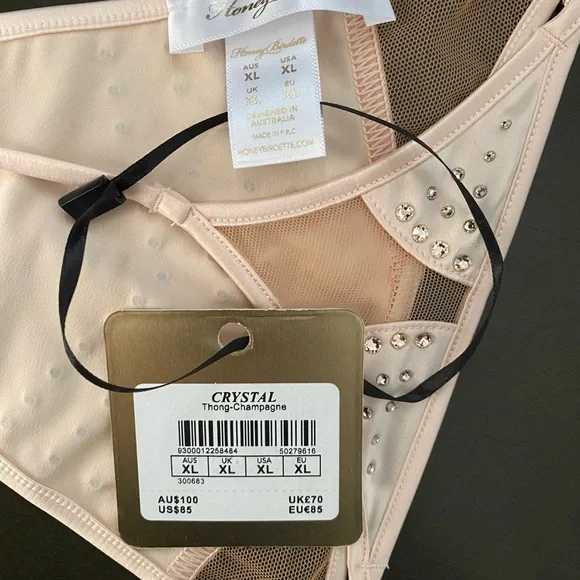 Honey
Honey Birdette
AUS USA
XL XL
UK EU
XL XL
DESIGNED IN
AUSTRALIA
MADE IN P.R.C
HONEYBIRDETTE.COM
CRYSTAL
Thong-Champagne
9300012258484 50279616
AUS UK USA EU
XL XL XL XL
300683
AU$100 UK£70
US$85 EU€85